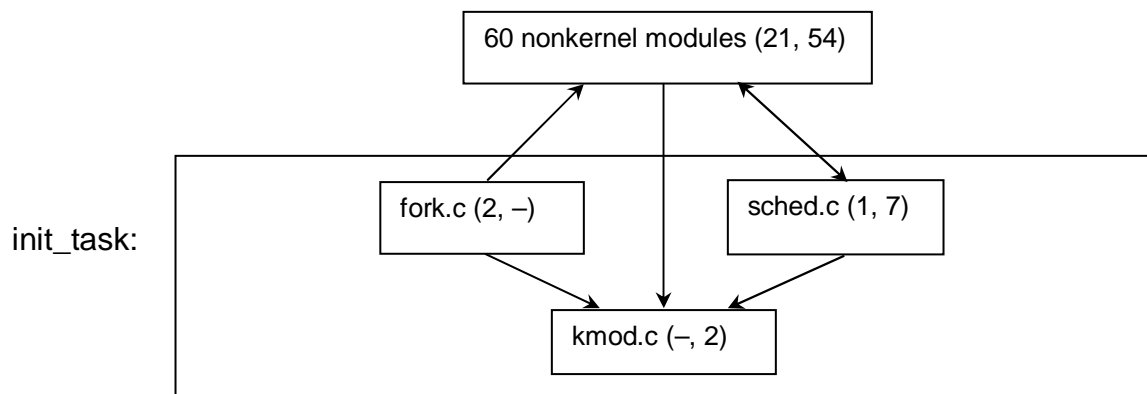 60 nonkernel modules (21, 54)
fork.c (2, –)
sched.c (1, 7)
init_task:
kmod.c (–, 2)